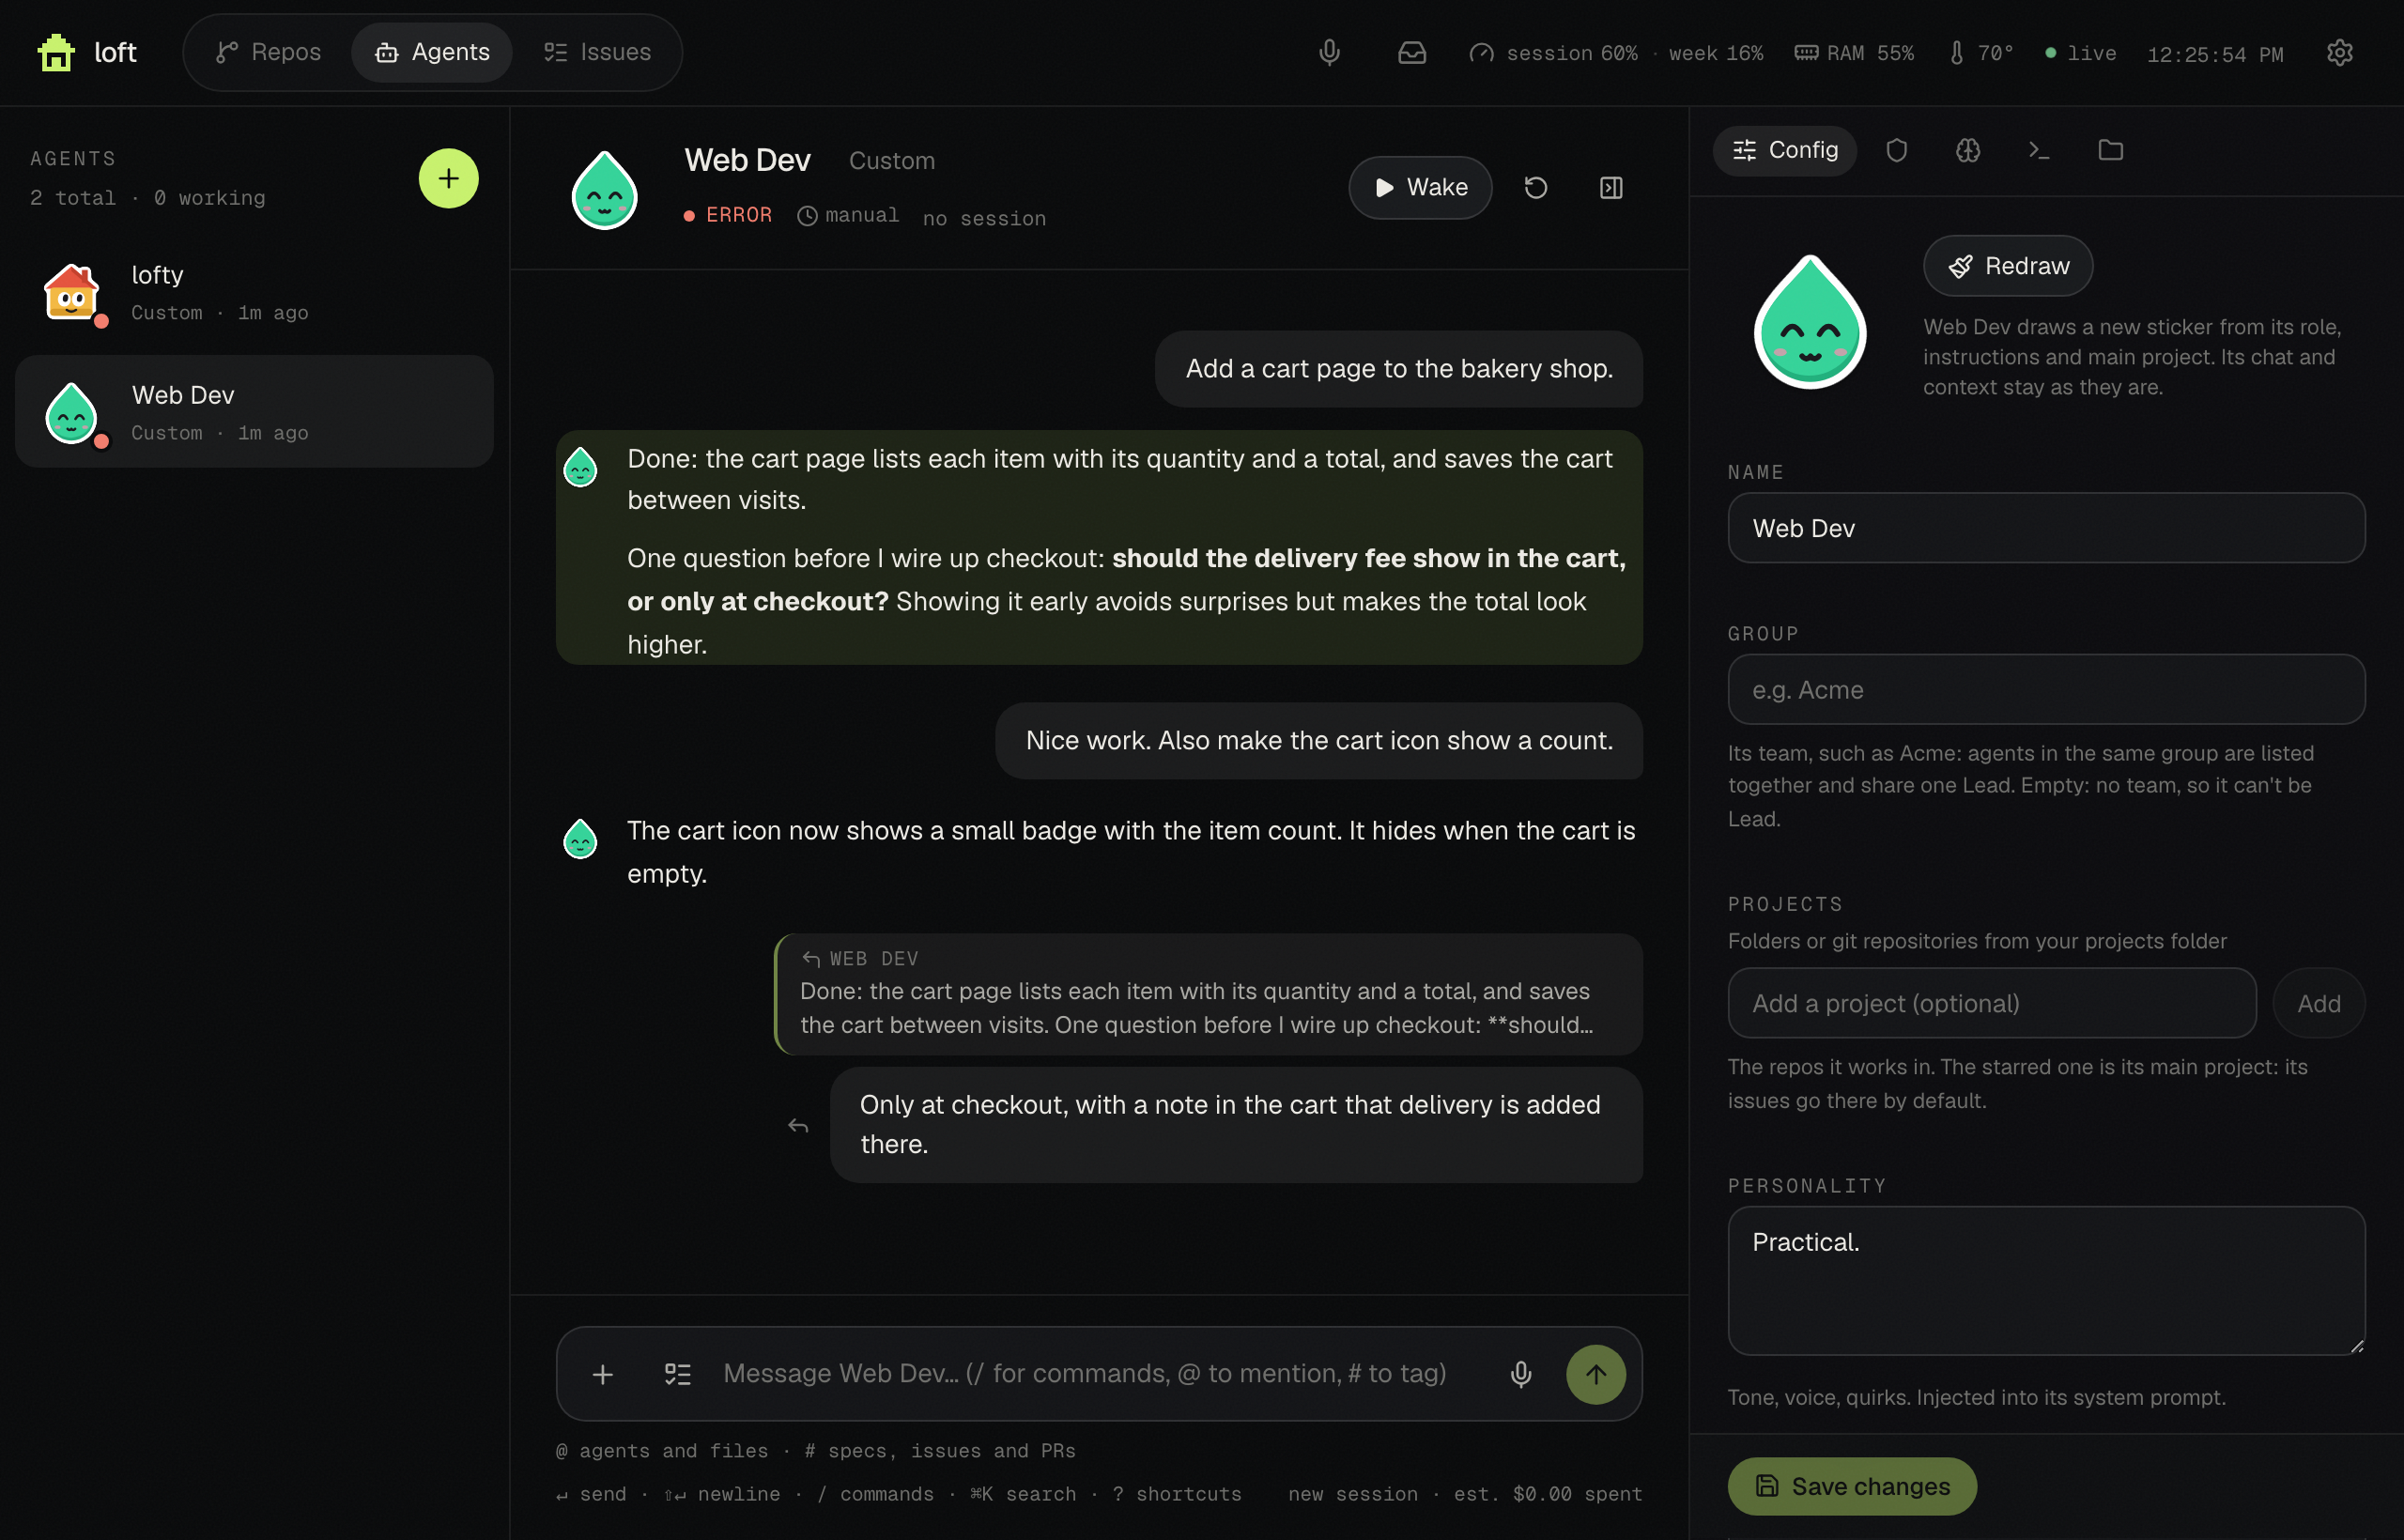 loft
Repos
Agents
Issues
session 60% · week 16%
RAM 55%
70°
live
12:25:54 PM
AGENTS
2 total · 0 working
lofty
Custom · 1m ago
Web Dev
Custom · 1m ago
Web Dev Custom
ERROR manual no session
Wake
Add a cart page to the bakery shop.
Done: the cart page lists each item with its quantity and a total, and saves the cart
between visits.
One question before I wire up checkout: should the delivery fee show in the cart,
or only at checkout? Showing it early avoids surprises but makes the total look
higher.
Nice work. Also make the cart icon show a count.
The cart icon now shows a small badge with the item count. It hides when the cart is
empty.
WEB DEV
Done: the cart page lists each item with its quantity and a total, and saves
the cart between visits. One question before I wire up checkout: **should…
Only at checkout, with a note in the cart that delivery is added
there.
Message Web Dev… (/ for commands, @ to mention, # to tag)
@ agents and files · # specs, issues and PRs
↵ send · ⇧↵ newline · / commands · ⌘K search · ? shortcuts
new session · est. $0.00 spent
Config
Redraw
Web Dev draws a new sticker from its role,
instructions and main project. Its chat and
context stay as they are.
NAME
Web Dev
GROUP
e.g. Acme
Its team, such as Acme: agents in the same group are listed
together and share one Lead. Empty: no team, so it can't be
Lead.
PROJECTS
Folders or git repositories from your projects folder
Add a project (optional)
Add
The repos it works in. The starred one is its main project: its
issues go there by default.
PERSONALITY
Practical.
Tone, voice, quirks. Injected into its system prompt.
Save changes